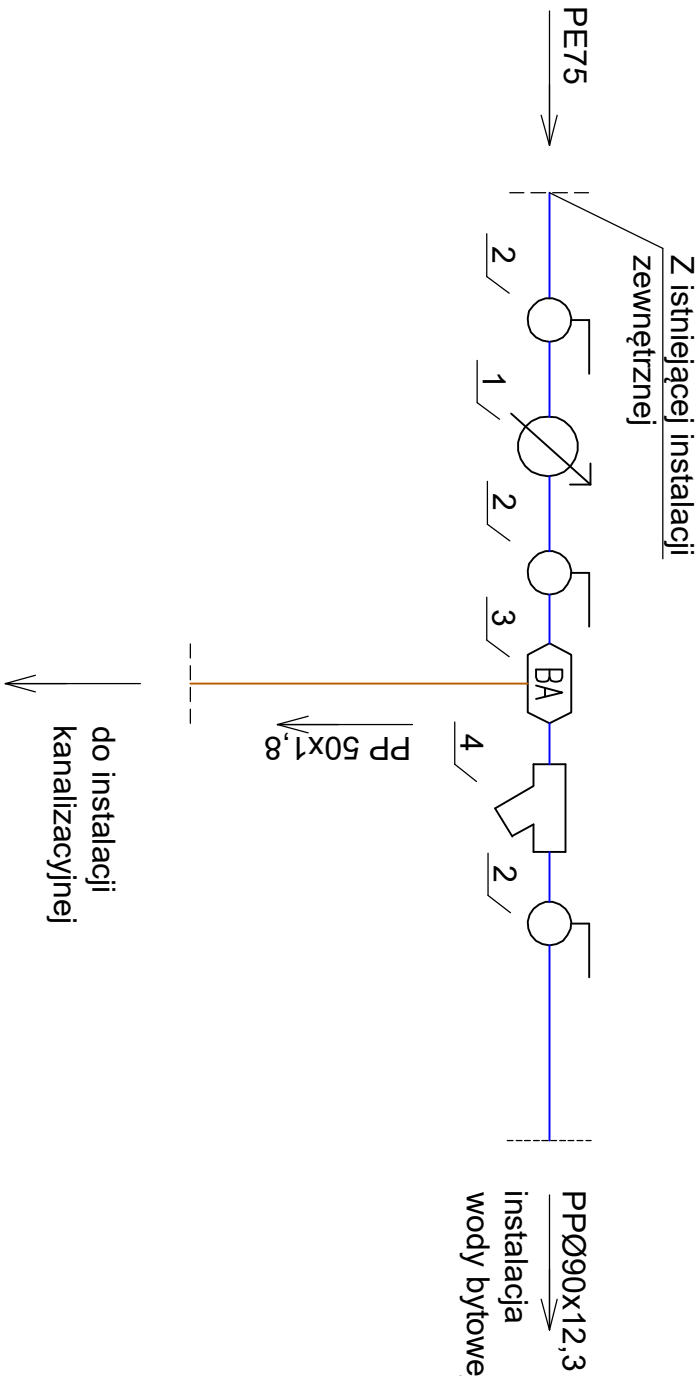 PE75
Z istniejącej instalacji
zewnętrznej
2
1
2
3
BA
4
2
PP 50x1,8
do instalacji
kanalizacyjnej
PPØ90x12,3
instalacja
wody bytowe